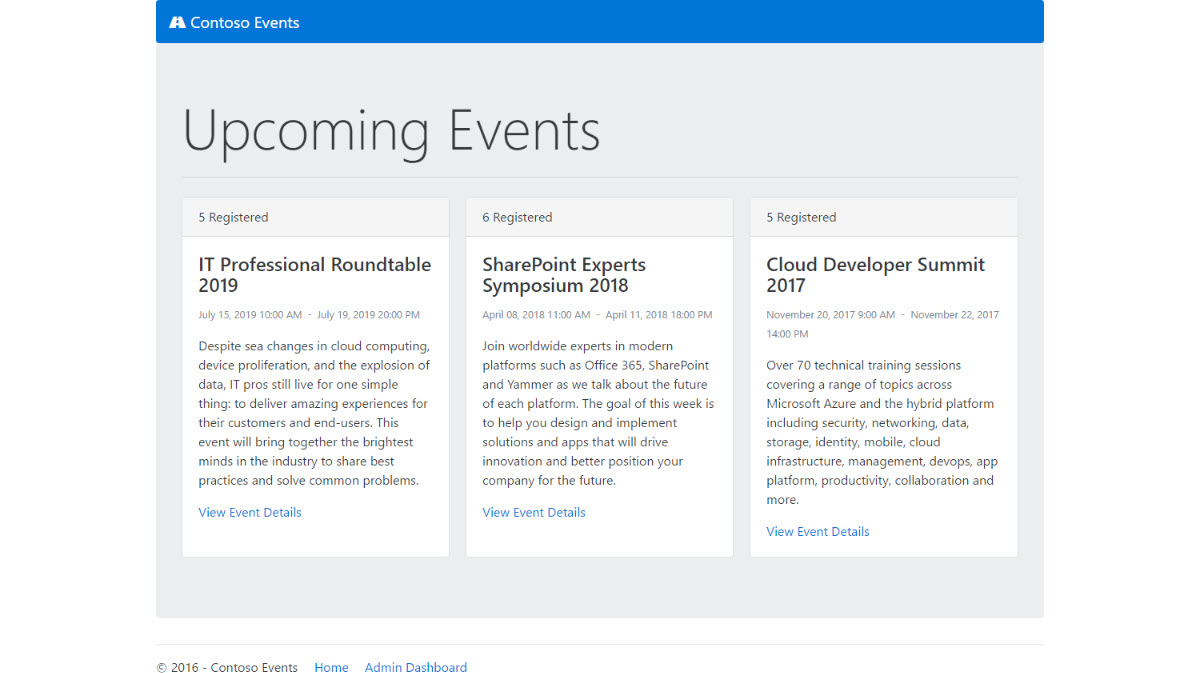 Contoso Events
Upcoming Events
5 Registered
IT Professional Roundtable
2019
July 15, 2019 10:00 AM - July 19, 2019 20:00 PM
Despite sea changes in cloud computing,
device proliferation, and the explosion of
data, IT pros still live for one simple
thing: to deliver amazing experiences for
their customers and end-users. This
event will bring together the brightest
minds in the industry to share best
practices and solve common problems.
View Event Details
6 Registered
SharePoint Experts
Symposium 2018
April 08, 2018 11:00 AM - April 11, 2018 18:00 PM
Join worldwide experts in modern
platforms such as Office 365, SharePoint
and Yammer as we talk about the future
of each platform. The goal of this week is
to help you design and implement
solutions and apps that will drive
innovation and better position your
company for the future.
View Event Details
5 Registered
Cloud Developer Summit
2017
November 20, 2017 9:00 AM - November 22, 2017
14:00 PM
Over 70 technical training sessions
covering a range of topics across
Microsoft Azure and the hybrid platform
including security, networking, data,
storage, identity, mobile, cloud
infrastructure, management, devops, app
platform, productivity, collaboration and
more.
View Event Details
© 2016 - Contoso Events Home Admin Dashboard